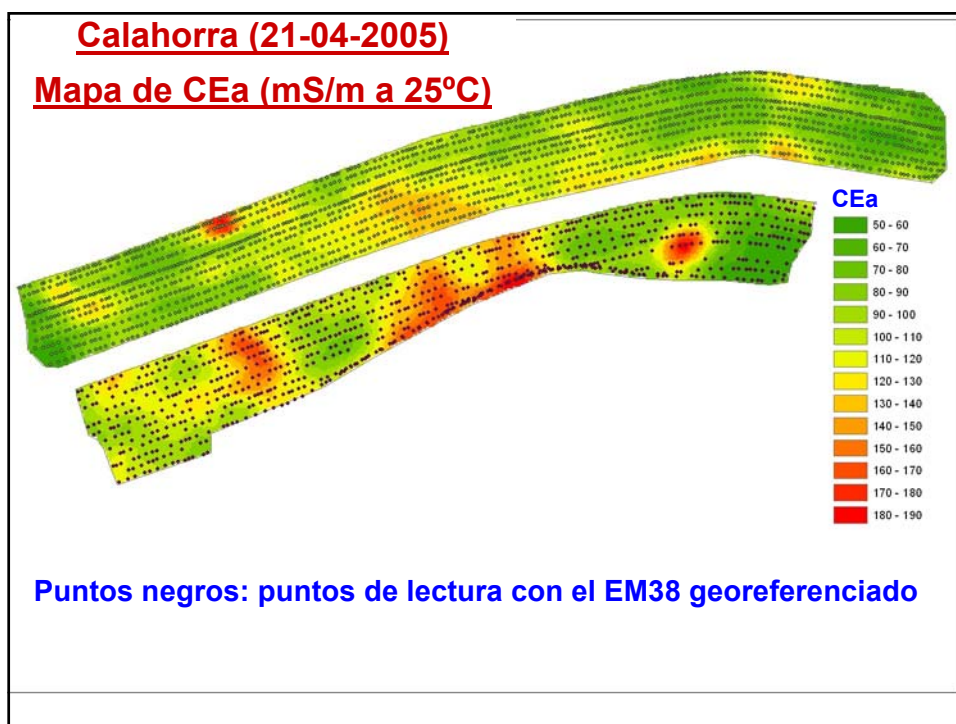 Calahorra (21-04-2005)
Mapa de CEa (mS/m a 25ºC)
CEa
50 - 60
60 - 70
70 - 80
80 - 90
90 - 100
100 - 110
110 - 120
120 - 130
130 - 140
140 - 150
150 - 160
160 - 170
170 - 180
180 - 190
Puntos negros: puntos de lectura con el EM38 georeferenciado